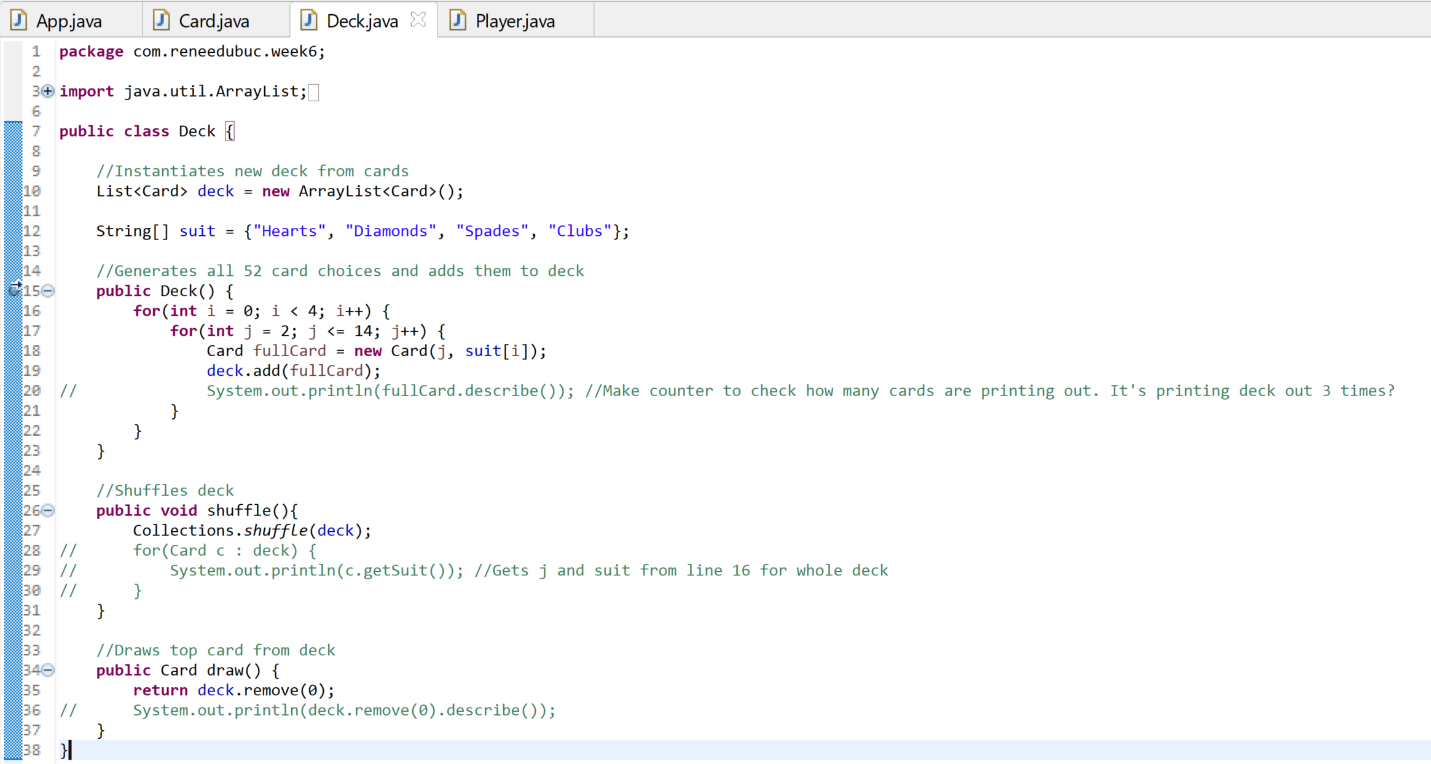 App.java Card.java Deck.java Player.java
1 package com.reneedubuc.week6;
2
3 import java.util.ArrayList;
6
7 public class Deck {
8
9     //Instantiates new deck from cards
10     List<Card> deck = new ArrayList<Card>();
11
12     String[] suit = {"Hearts", "Diamonds", "Spades", "Clubs"};
13
14     //Generates all 52 card choices and adds them to deck
15     public Deck() {
16         for(int i = 0; i < 4; i++) {
17             for(int j = 2; j <= 14; j++) {
18                 Card fullCard = new Card(j, suit[i]);
19                 deck.add(fullCard);
20 //              System.out.println(fullCard.describe()); //Make counter to check how many cards are printing out. It's printing deck out 3 times?
21             }
22         }
23     }
24
25     //Shuffles deck
26     public void shuffle(){
27         Collections.shuffle(deck);
28 //      for(Card c : deck) {
29 //          System.out.println(c.getSuit()); //Gets j and suit from line 16 for whole deck
30 //      }
31     }
32
33     //Draws top card from deck
34     public Card draw() {
35         return deck.remove(0);
36 //      System.out.println(deck.remove(0).describe());
37     }
38 }